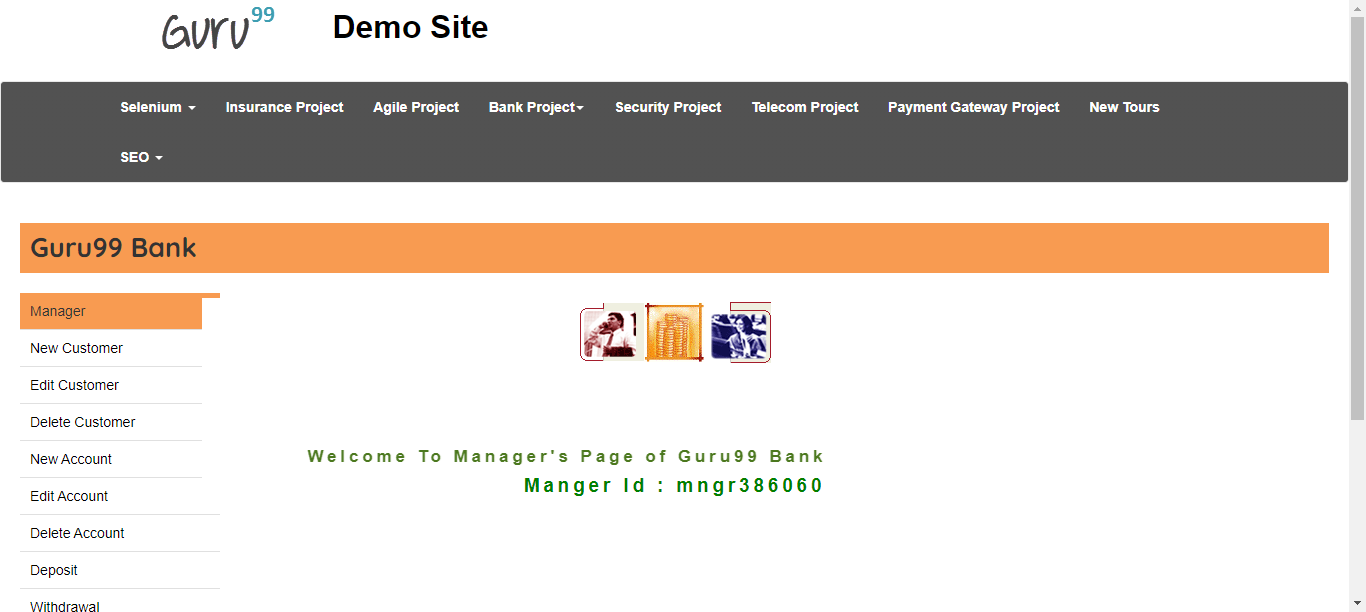 Guru99 Demo Site
Selenium Insurance Project Agile Project Bank Project Security Project Telecom Project Payment Gateway Project New Tours
SEO
Guru99 Bank
Manager
New Customer
Edit Customer
Delete Customer
New Account
Edit Account
Delete Account
Deposit
Withdrawal
Welcome To Manager's Page of Guru99 Bank
Manger Id : mngr386060